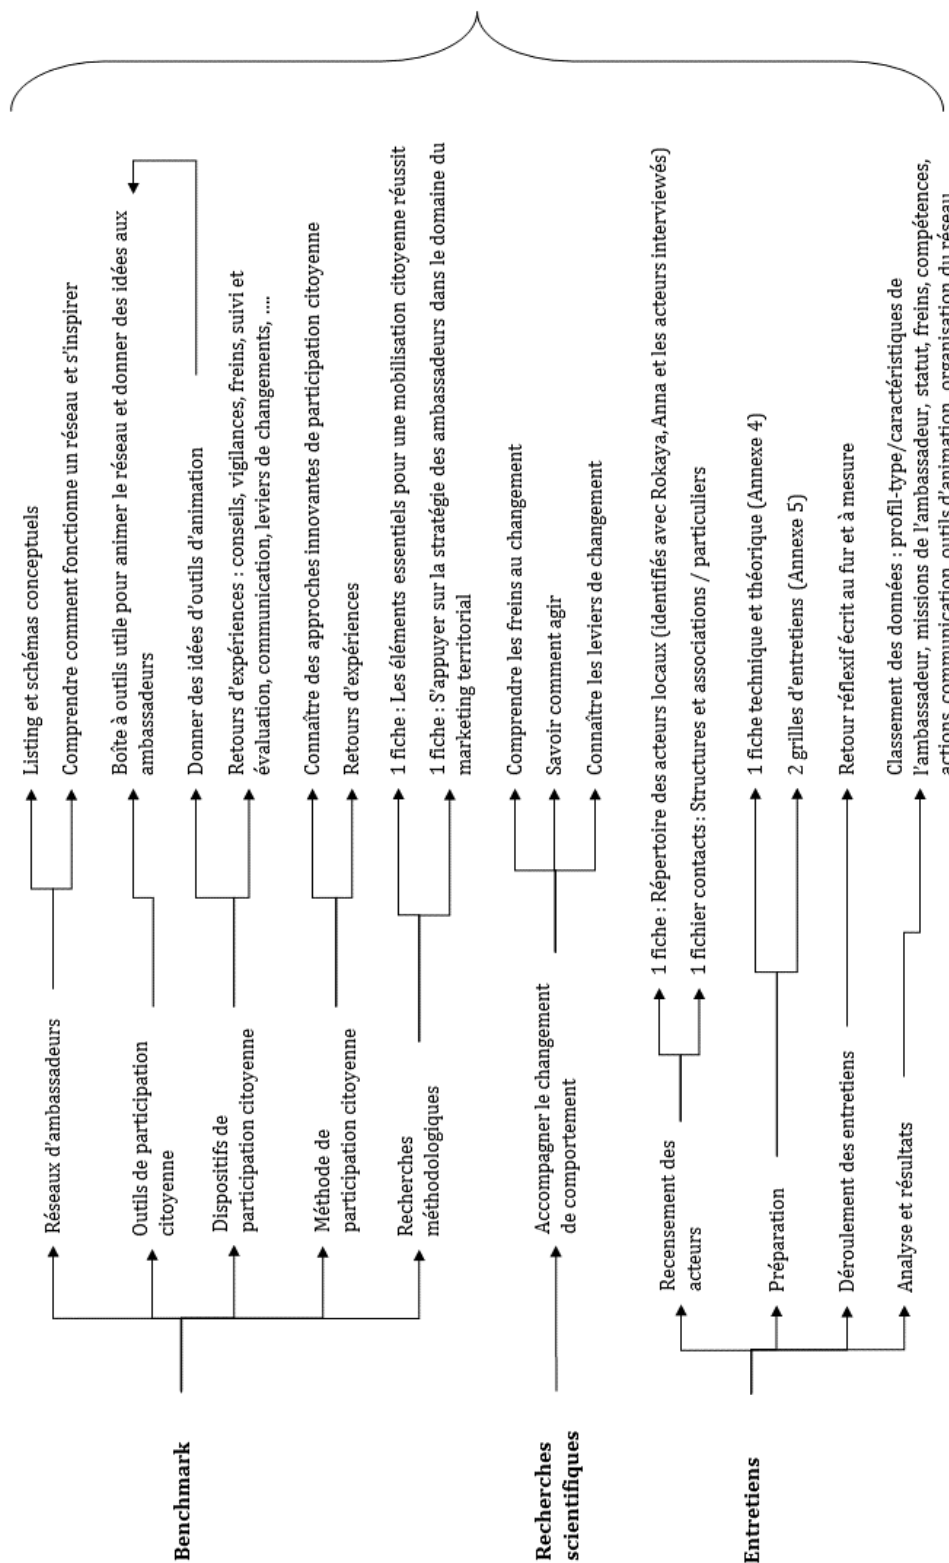 Benchmark
Réseaux d'ambassadeurs
Listing et schémas conceptuels
Comprendre comment fonctionne un réseau et s'inspirer
Outils de participation
citoyenne
Boîte à outils utile pour animer le réseau et donner des idées aux
ambassadeurs
Dispositifs de
participation citoyenne
Donner des idées d'outils d'animation
Retours d'expériences : conseils, vigilances, freins, suivi et
évaluation, communication, leviers de changements, ....
Méthode de
participation citoyenne
Connaître des approches innovantes de participation citoyenne
Retours d'expériences
Recherches
méthodologiques
1 fiche : Les éléments essentiels pour une mobilisation citoyenne réussit
1 fiche : S'appuyer sur la stratégie des ambassadeurs dans le domaine du
marketing territorial
Recherches
scientifiques
Accompagner le changement
de comportement
Comprendre les freins au changement
Savoir comment agir
Connaître les leviers de changement
Entretiens
Recensement des
acteurs
1 fiche : Répertoire des acteurs locaux (identifiés avec Rokaya, Anna et les acteurs interviewés)
1 fichier contacts : Structures et associations / particuliers
Préparation
1 fiche technique et théorique (Annexe 4)
2 grilles d'entretiens (Annexe 5)
Déroulement des entretiens
Retour réflexif écrit au fur et à mesure
Analyse et résultats
Classement des données : profil-type/caractéristiques de
l'ambassadeur, missions de l'ambassadeur, statut, freins, compétences,
actions, communication, outils d'animation, organisation du réseau